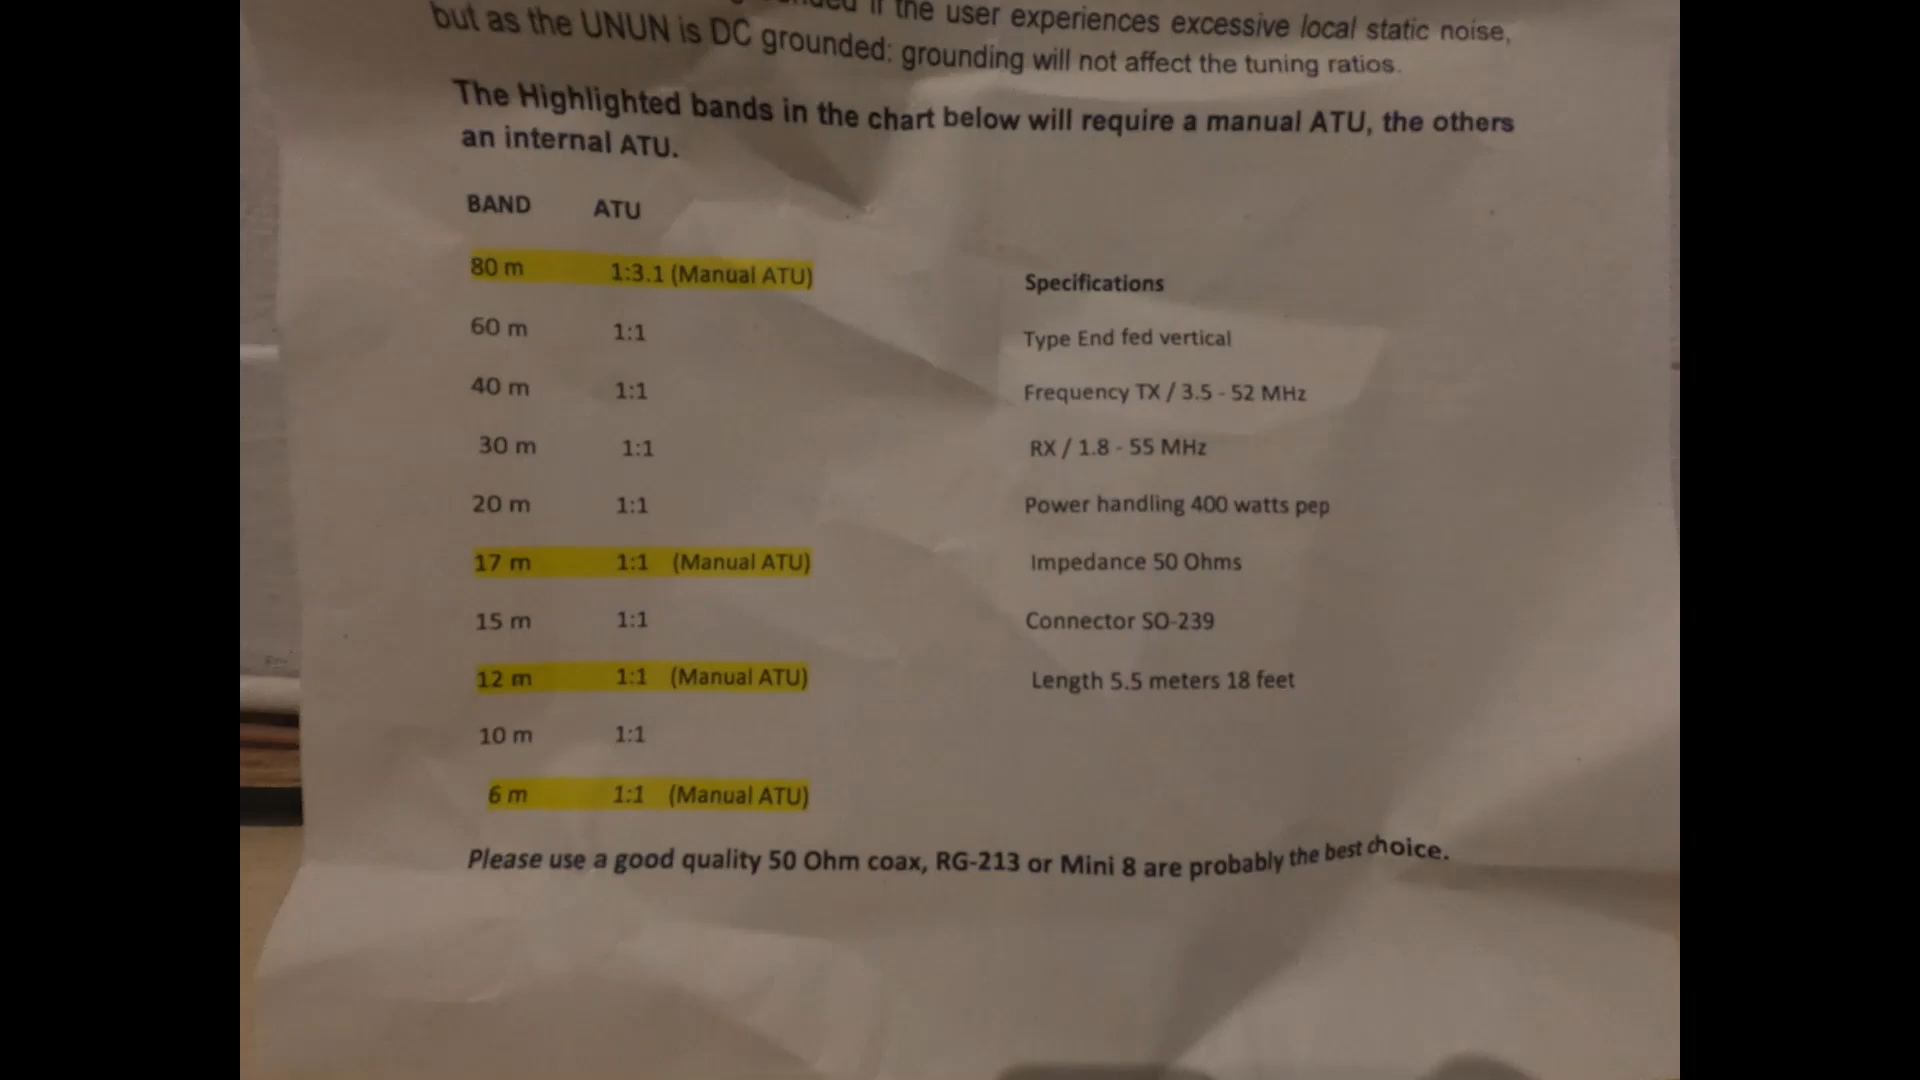 if the user experiences excessive local static noise,
but as the UNUN is DC grounded: grounding will not affect the tuning ratios.
The Highlighted bands in the chart below will require a manual ATU, the others
an internal ATU.
BAND ATU
80 m 1:3.1 (Manual ATU)
60 m 1:1
40 m 1:1
30 m 1:1
20 m 1:1
17 m 1:1 (Manual ATU)
15 m 1:1
12 m 1:1 (Manual ATU)
10 m 1:1
6 m 1:1 (Manual ATU)
Specifications
Type End fed vertical
Frequency TX / 3.5 - 52 MHz
RX / 1.8 - 55 MHz
Power handling 400 watts pep
Impedance 50 Ohms
Connector SO-239
Length 5.5 meters 18 feet
Please use a good quality 50 Ohm coax, RG-213 or Mini 8 are probably the best choice.